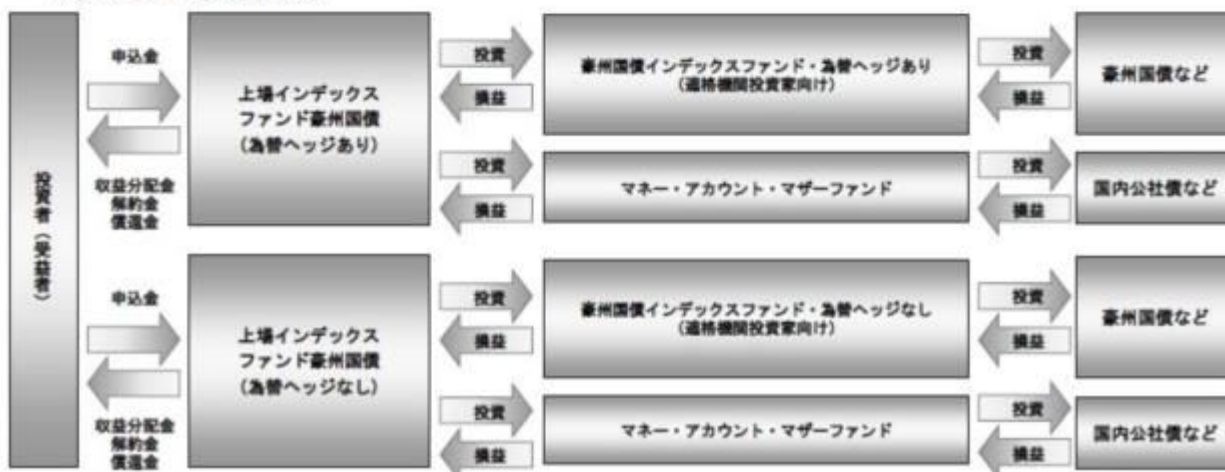 投資者（受益者）
申込金
収益分配金
解約金
償還金
上場インデックス
ファンド豪州国債
（為替ヘッジあり）
投資
損益
豪州国債インデックスファンド・為替ヘッジあり
（適格機関投資家向け）
投資
損益
豪州国債など
投資
損益
マネー・アカウント・マザーファンド
投資
損益
国内公社債など
申込金
収益分配金
解約金
償還金
上場インデックス
ファンド豪州国債
（為替ヘッジなし）
投資
損益
豪州国債インデックスファンド・為替ヘッジなし
（適格機関投資家向け）
投資
損益
豪州国債など
投資
損益
マネー・アカウント・マザーファンド
投資
損益
国内公社債など